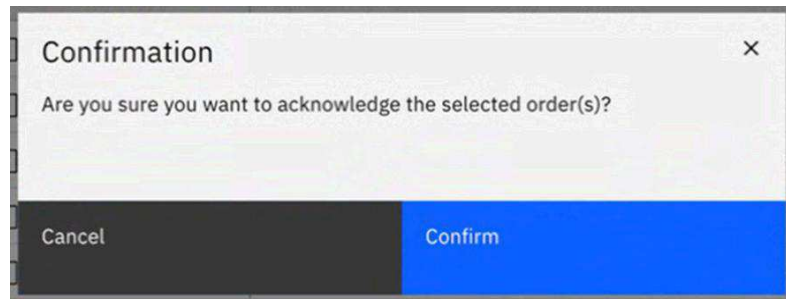 Confirmation
Are you sure you want to acknowledge the selected order(s)?
Cancel
Confirm